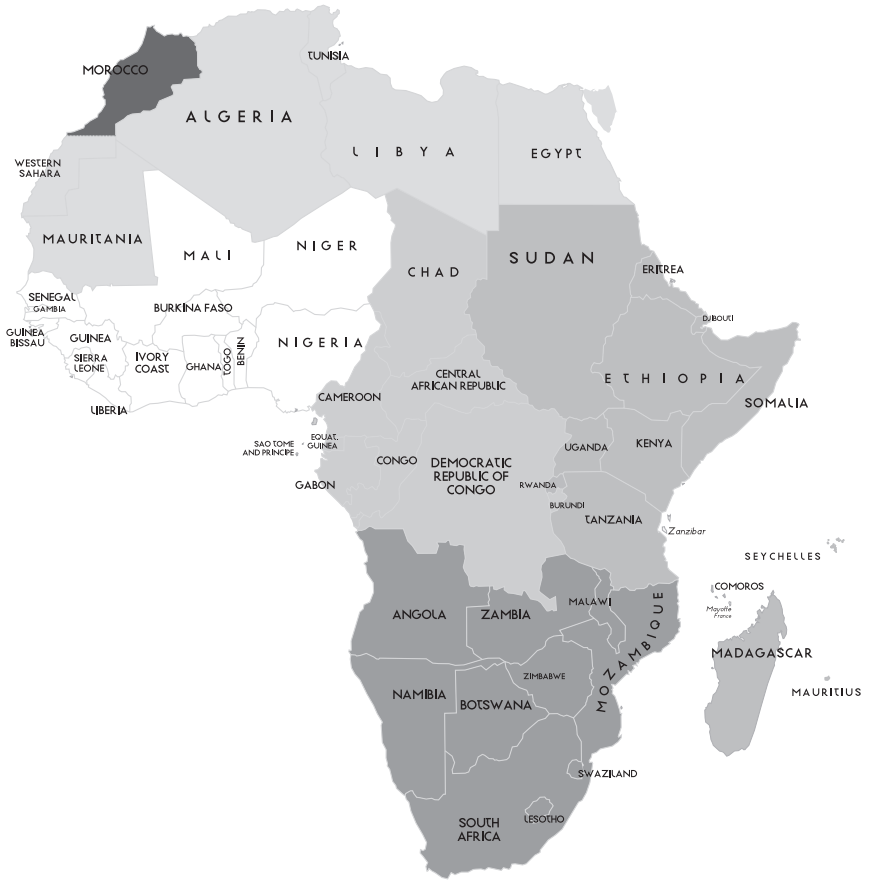 TUNISIA
MOROCCO
ALGERIA
LIBYA
EGYPT
WESTERN
SAHARA
MAURITANIA
MALI
NIGER
CHAD
SUDAN
ERITREA
SENEGAL
GAMBIA
BURKINA FASO
DJIBOUTI
GUINEA
BISSAU
GUINEA
SIERRA
LEONE
IVORY
COAST
GHANA
TOGO
BENIN
NIGERIA
LIBERIA
CENTRAL
AFRICAN REPUBLIC
ETHIOPIA
SOMALIA
CAMEROON
EQUAT.
GUINEA
SAO TOME
AND PRINCIPE
UGANDA
KENYA
GABON
CONGO
DEMOCRATIC
REPUBLIC OF
CONGO
RWANDA
BURUNDI
TANZANIA
Zanzibar
SEYCHELLES
COMOROS
Mayotte
France
ANGOLA
ZAMBIA
MALAWI
MOZAMBIQUE
MADAGASCAR
MAURITIUS
NAMIBIA
BOTSWANA
ZIMBABWE
SWAZILAND
SOUTH
AFRICA
LESOTHO